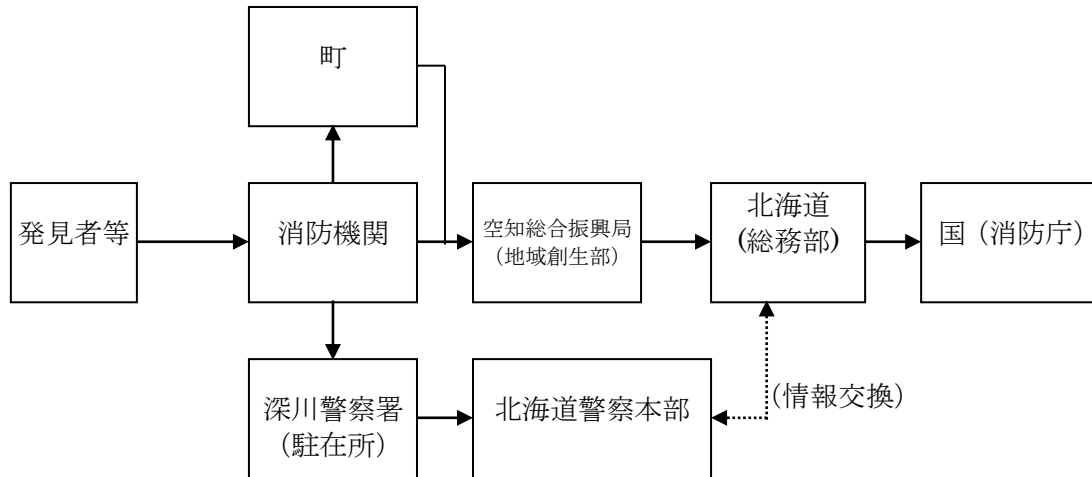 町
発見者等
消防機関
空知総合振興局
（地域創生部）
北海道
(総務部)
国（消防庁）
深川警察署
（駐在所）
北海道警察本部
（情報交換）